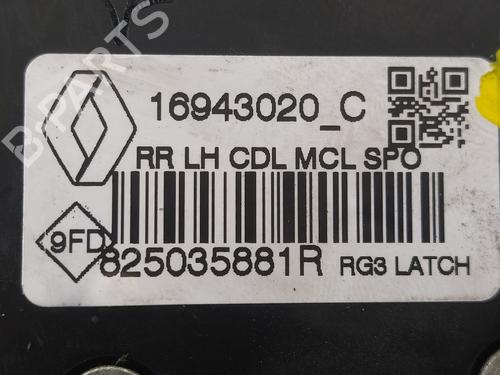 16943020_C
RR LH CDL MCL SPO
9FD
825035881R
RG3 LATCH
B-PARTS